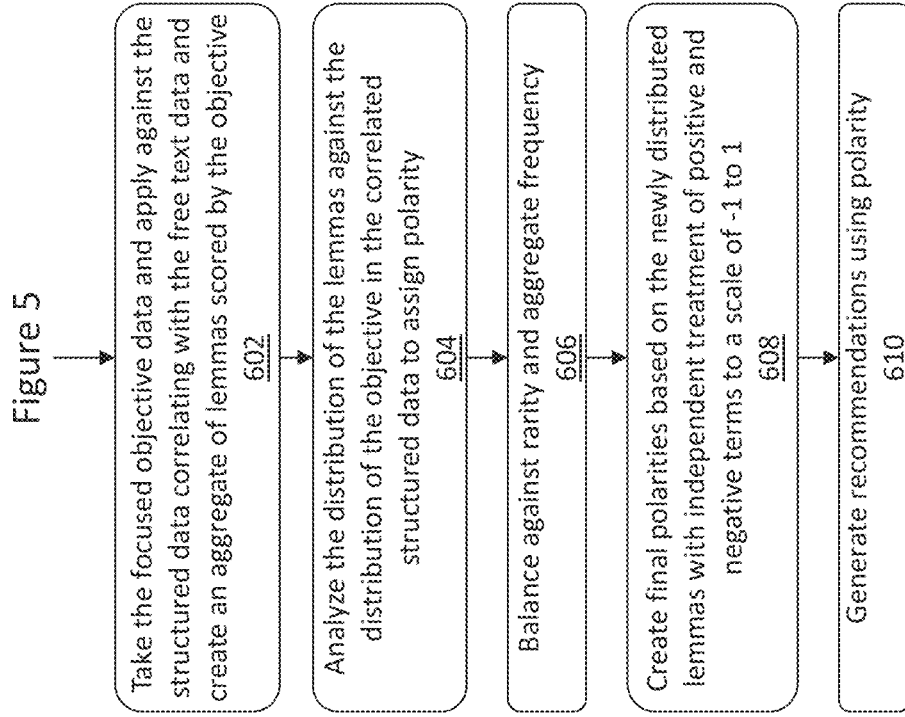 Figure 5
Take the focused objective data and apply against the
structured data correlating with the free text data and
create an aggregate of lemmas scored by the objective
602
Analyze the distribution of the lemmas against the
distribution of the objective in the correlated
structured data to assign polarity
604
Balance against rarity and aggregate frequency
606
Create final polarities based on the newly distributed
lemmas with independent treatment of positive and
negative terms to a scale of -1 to 1
608
Generate recommendations using polarity
610